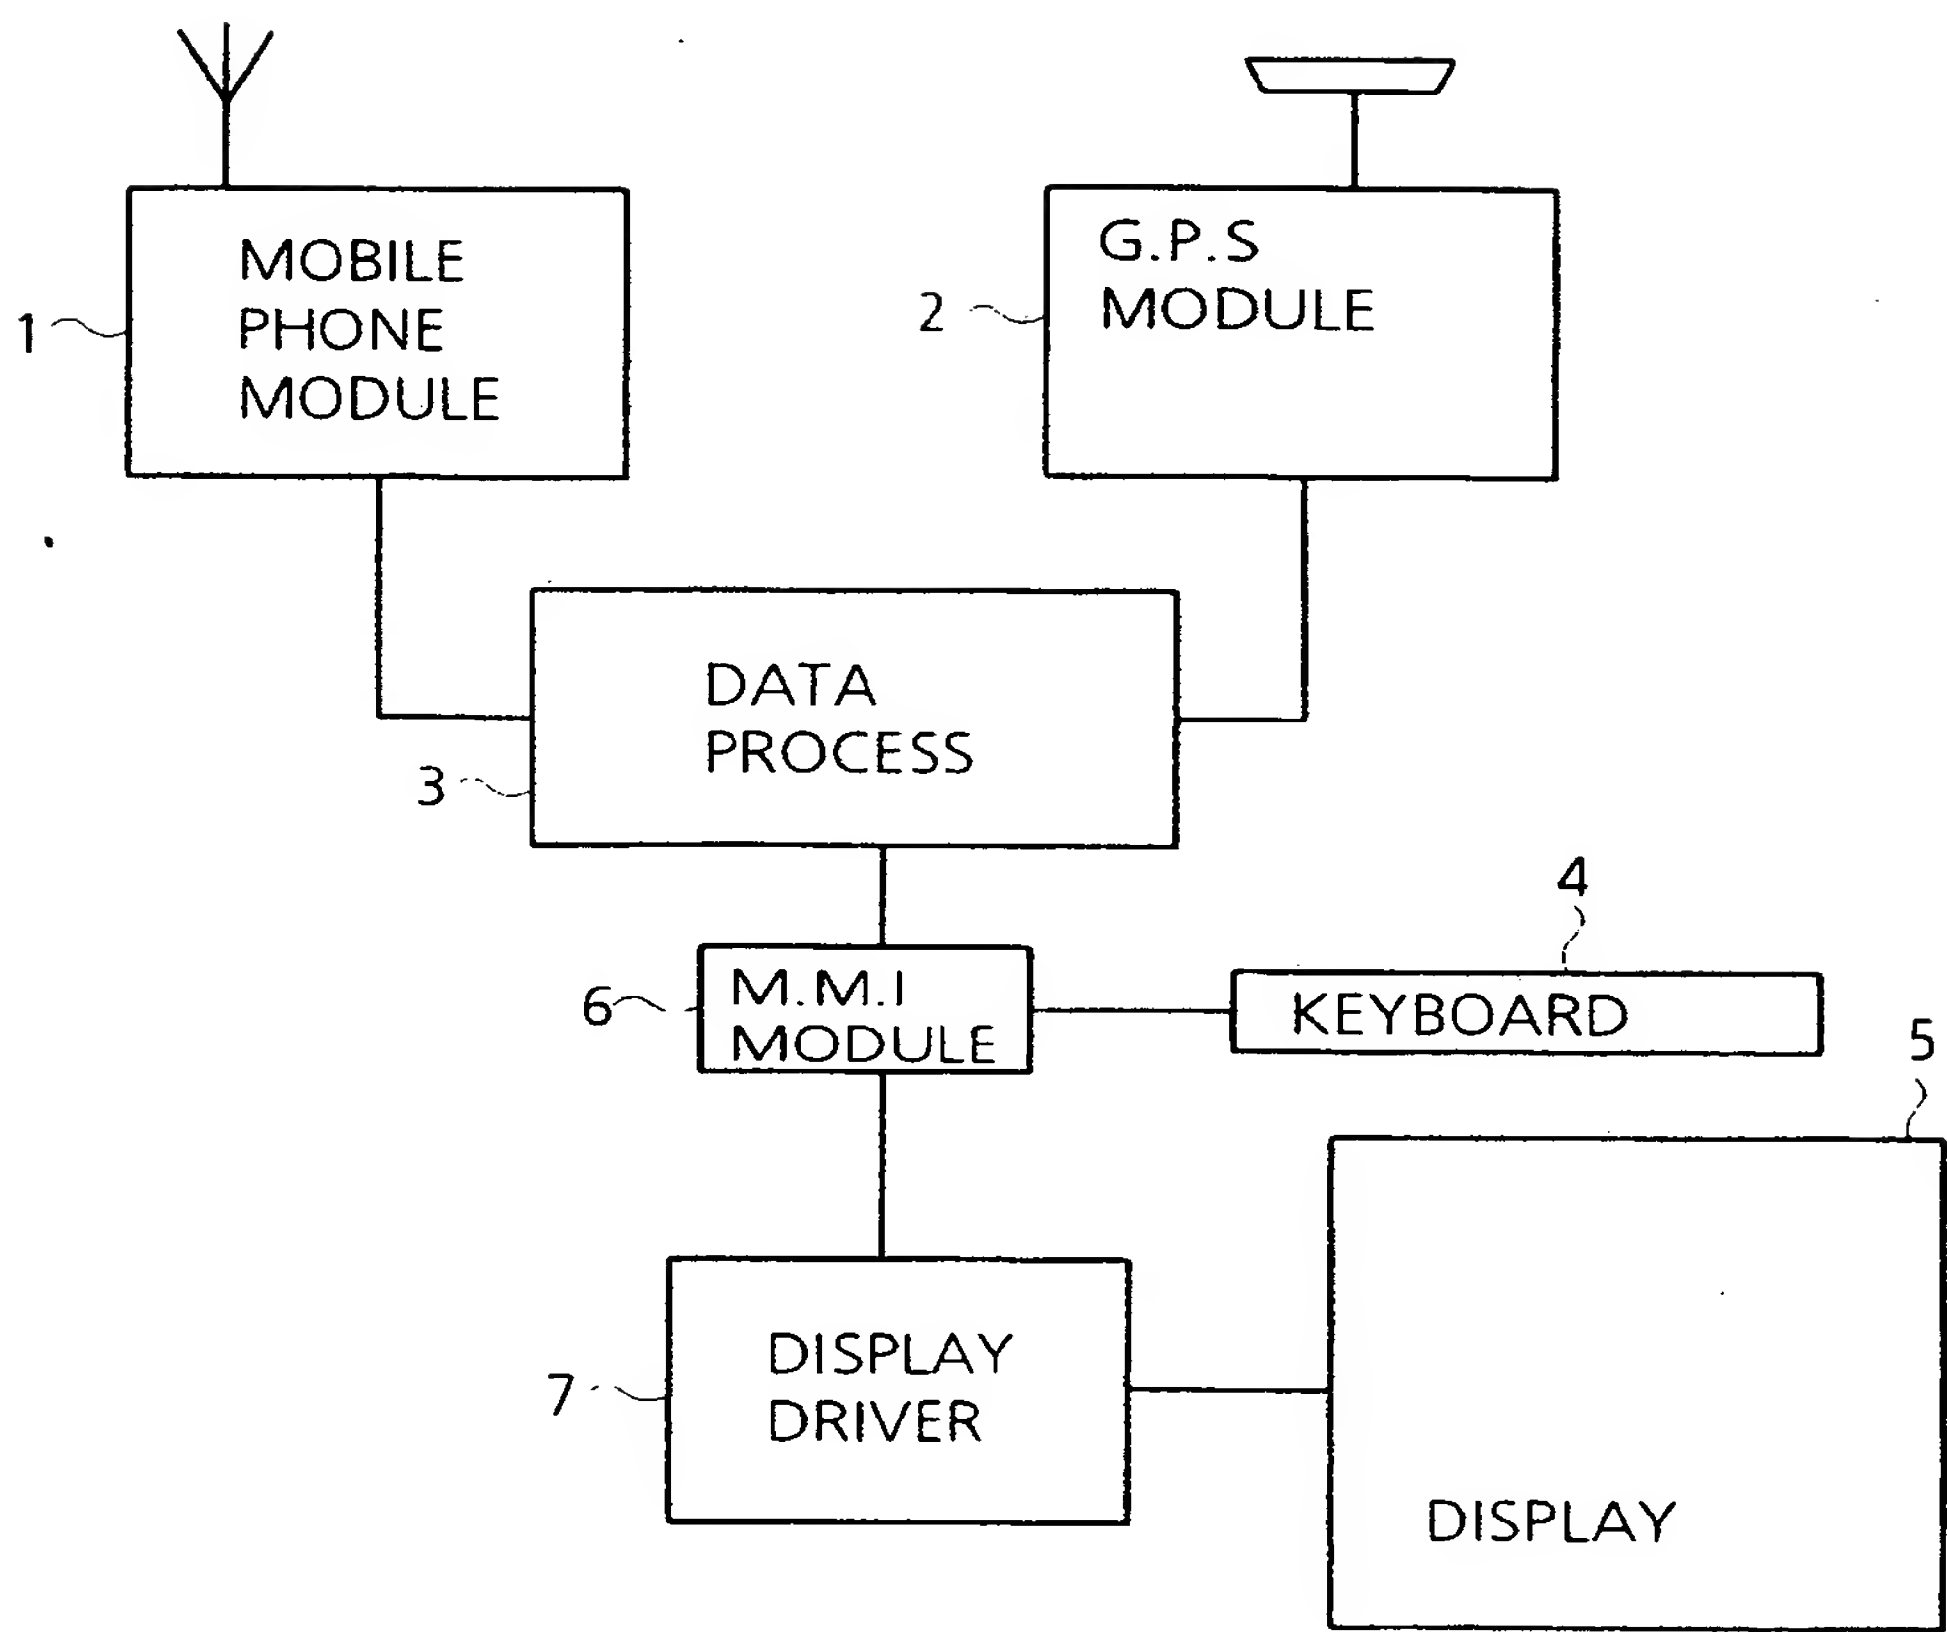 1
MOBILE
PHONE
MODULE
2
G.P.S
MODULE
3
DATA
PROCESS
4
6
M.M.I
MODULE
KEYBOARD
5
7
DISPLAY
DRIVER
DISPLAY